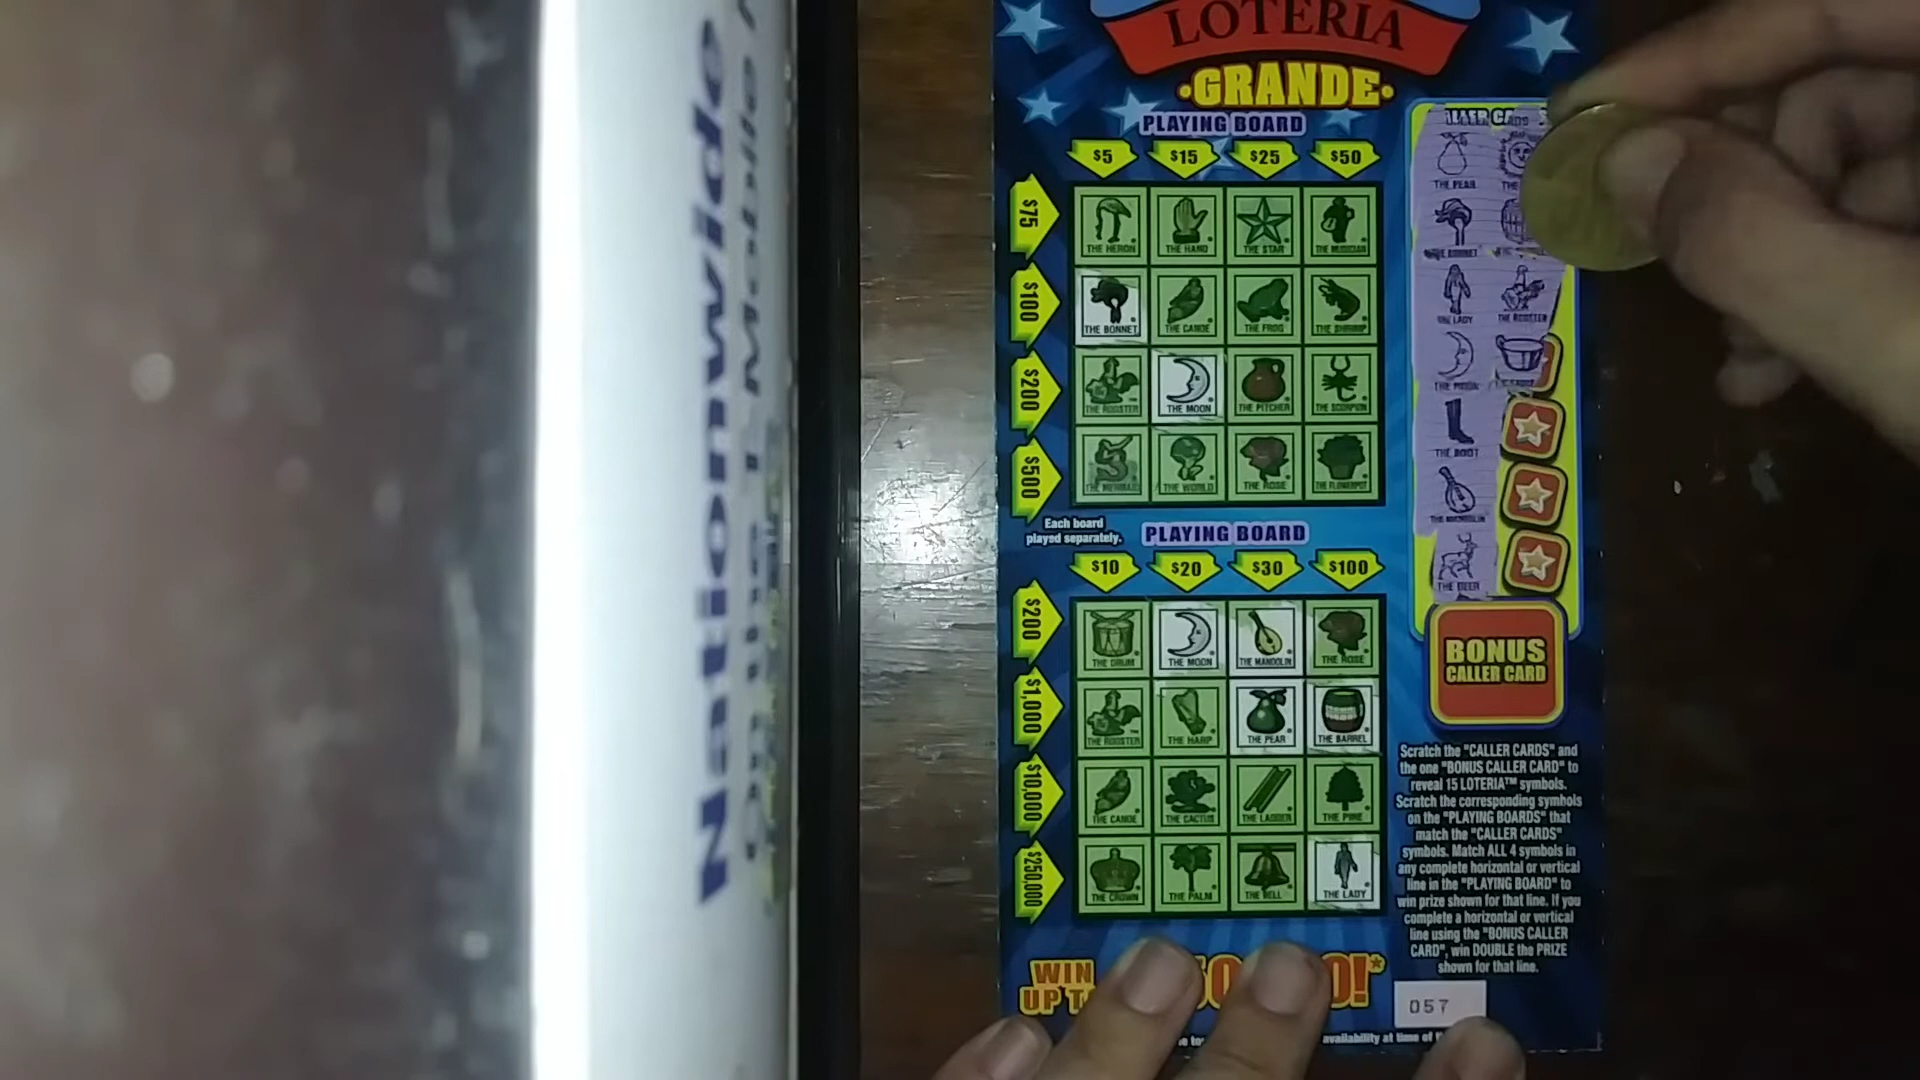 Nationwide
LOTERIA
GRANDE
PLAYING BOARD
$5 $15 $25 $50
$75
THE HERON THE HAND THE STAR THE MUSICIAN
$100
THE BONNET THE CANOE THE FROG THE SHRIMP
$200
THE ROOSTER THE MOON THE PITCHER THE SCORPION
$500
THE MERMAID THE WORLD THE ROSE THE FLOWERPOT
Each board
played separately.
PLAYING BOARD
$10 $20 $30 $100
$200
THE DRUM THE MOON THE MANDOLIN THE ROSE
$1,000
THE ROOSTER THE HARP THE PEAR THE BARREL
$10,000
THE CANOE THE CACTUS THE LADDER THE PINE
$250,000
THE CROWN THE PALM THE BELL THE LADY
WIN
UP
THE PEAR THE
THE BONNET
THE LADY THE ROOSTER
THE MOON
THE BOOT
THE MANDOLIN
THE DEER
BONUS
CALLER CARD
Scratch the "CALLER CARDS" and
the one "BONUS CALLER CARD" to
reveal 15 LOTERIA™ symbols.
Scratch the corresponding symbols
on the "PLAYING BOARDS" that
match the "CALLER CARDS"
symbols. Match ALL 4 symbols in
any complete horizontal or vertical
line in the "PLAYING BOARD" to
win prize shown for that line. If you
complete a horizontal or vertical
line using the "BONUS CALLER
CARD", win DOUBLE the PRIZE
shown for that line.
057
availability at time of